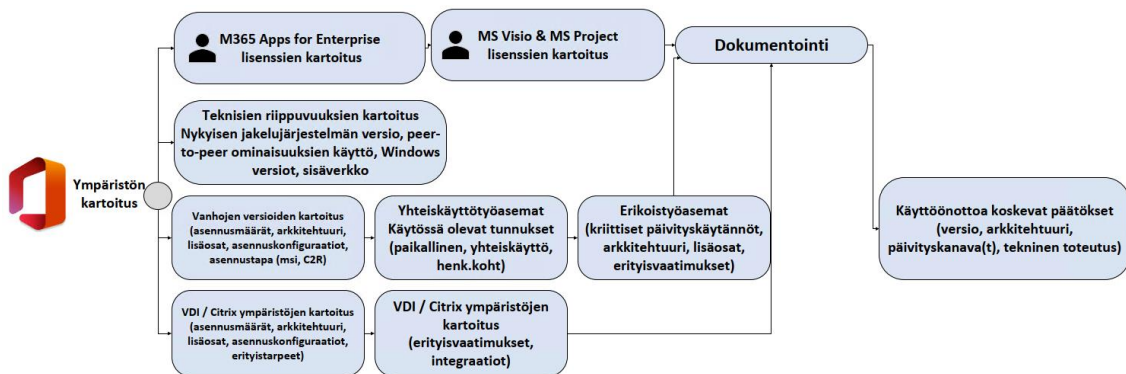 Ympäristön
kartoitus
M365 Apps for Enterprise
lisenssien kartoitus
MS Visio & MS Project
lisenssien kartoitus
Dokumentointi
Teknisien riippuvuuksien kartoitus
Nykyisen jakelujärjestelmän versio, peer-
to-peer ominaisuuksien käyttö, Windows
versiot, sisäverkko
Vanhojen versioiden kartoitus
(asennusmäärät, arkkitehtuuri,
lisäosat, asennuskonfiguraatiot,
asennustapa (msi, C2R)
Yhteiskäyttötyöasemat
Käytössä olevat tunnukset
(paikallinen, yhteiskäyttö,
henk.koht)
Erikoistyöasemat
(kriittiset päivityskäytännöt,
arkkitehtuuri, lisäosat,
erityisvaatimukset)
Käyttöönottoa koskevat päätökset
(versio, arkkitehtuuri,
päivityskanava(t), tekninen toteutus)
VDI / Citrix ympäristöjen kartoitus
(asennusmäärät, arkkitehtuuri,
lisäosat, asennuskonfiguraatiot,
erityistarpeet)
VDI / Citrix ympäristöjen
kartoitus
(erityisvaatimukset,
integraatiot)